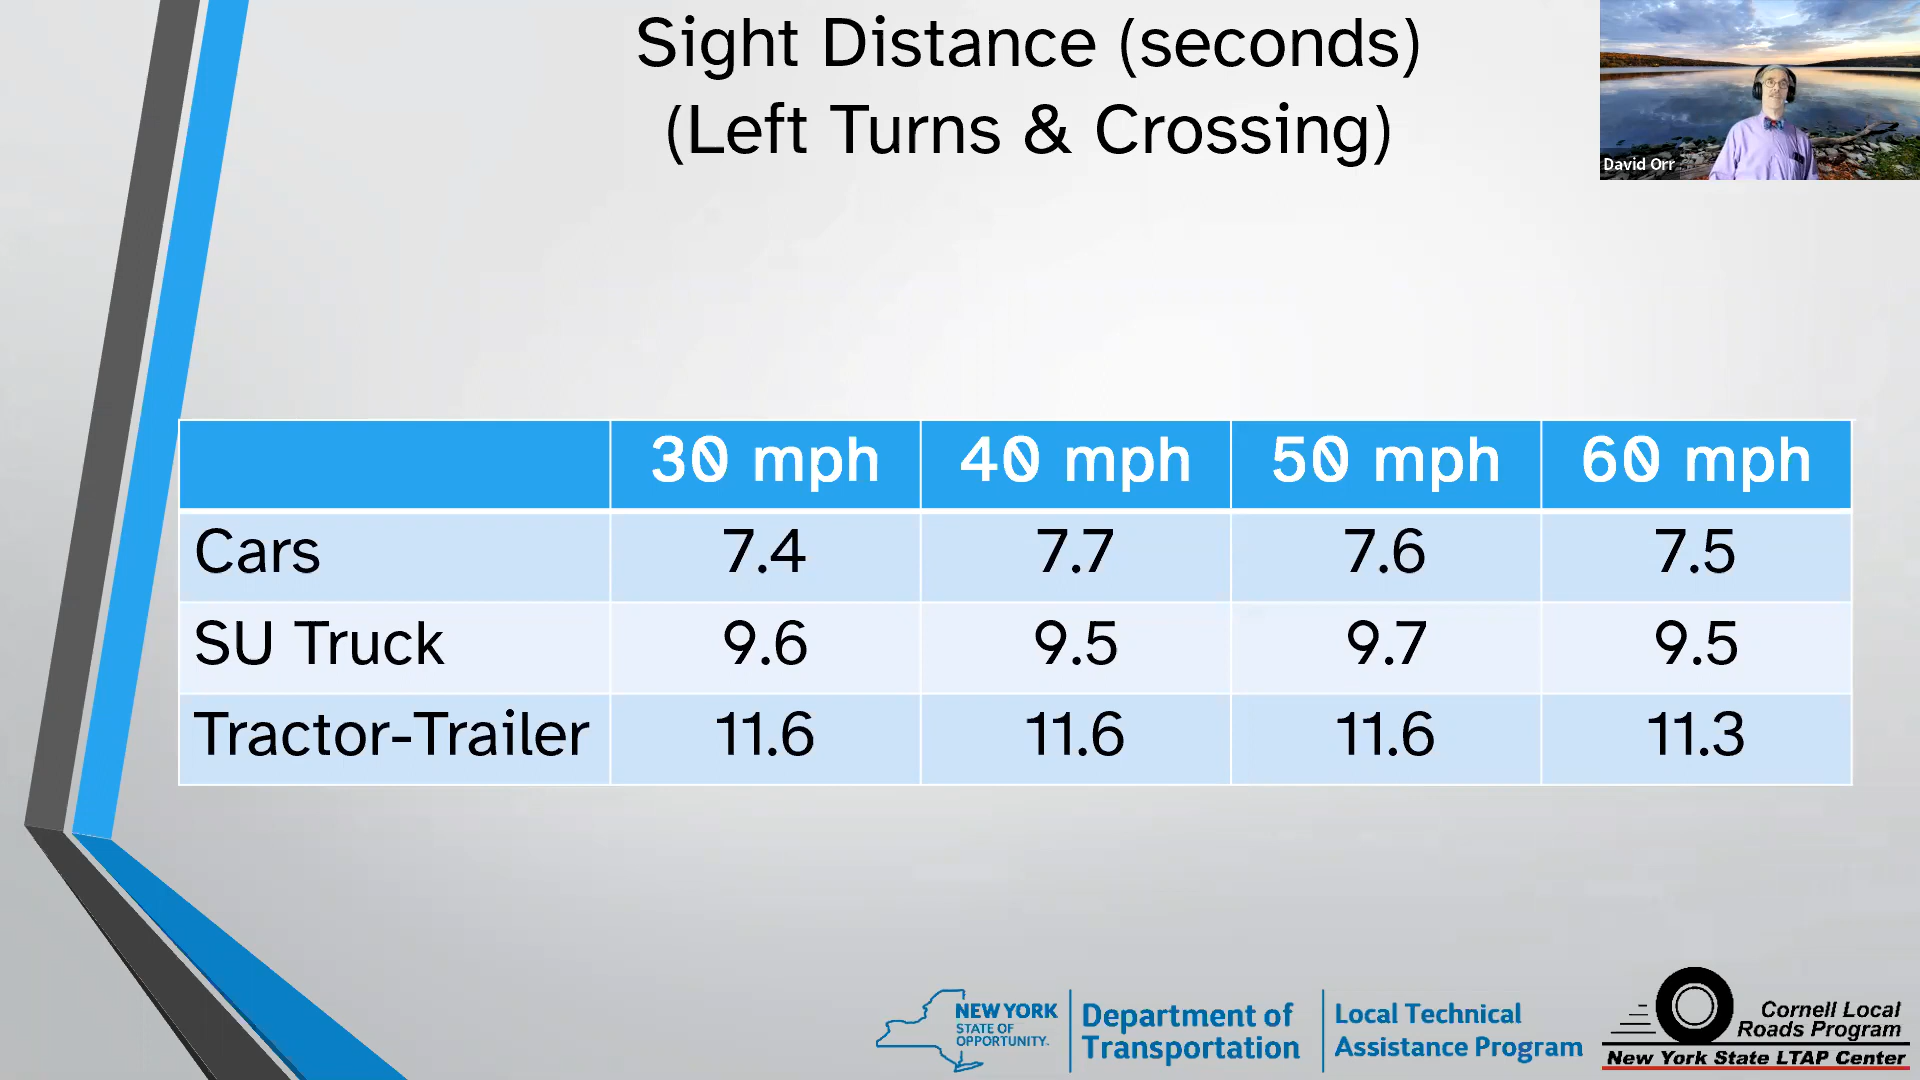 Sight Distance (seconds)
(Left Turns & Crossing)
David Orr
30 mph 40 mph 50 mph 60 mph
Cars 7.4 7.7 7.6 7.5
SU Truck 9.6 9.5 9.7 9.5
Tractor-Trailer 11.6 11.6 11.6 11.3
NEW YORK
STATE OF
OPPORTUNITY.
Department of
Transportation
Local Technical
Assistance Program
Cornell Local
Roads Program
New York State LTAP Center